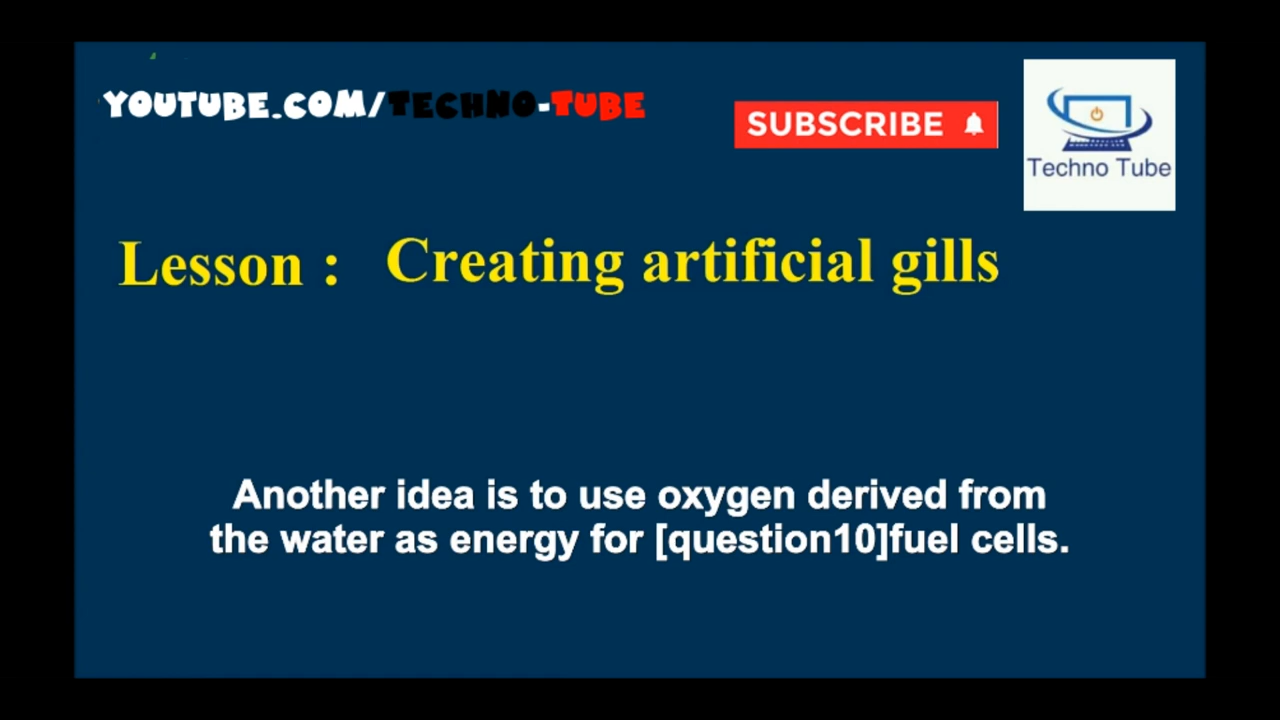 YOUTUBE.COM/TECHNO-TUBE
SUBSCRIBE
Techno Tube
Lesson : Creating artificial gills
Another idea is to use oxygen derived from
the water as energy for [question10]fuel cells.